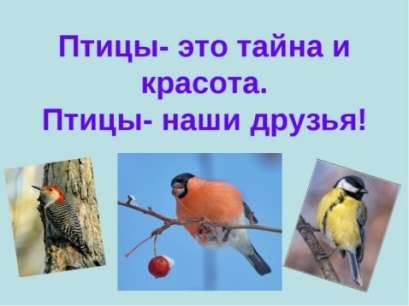 Птицы- это тайна и
красота.
Птицы- наши друзья!